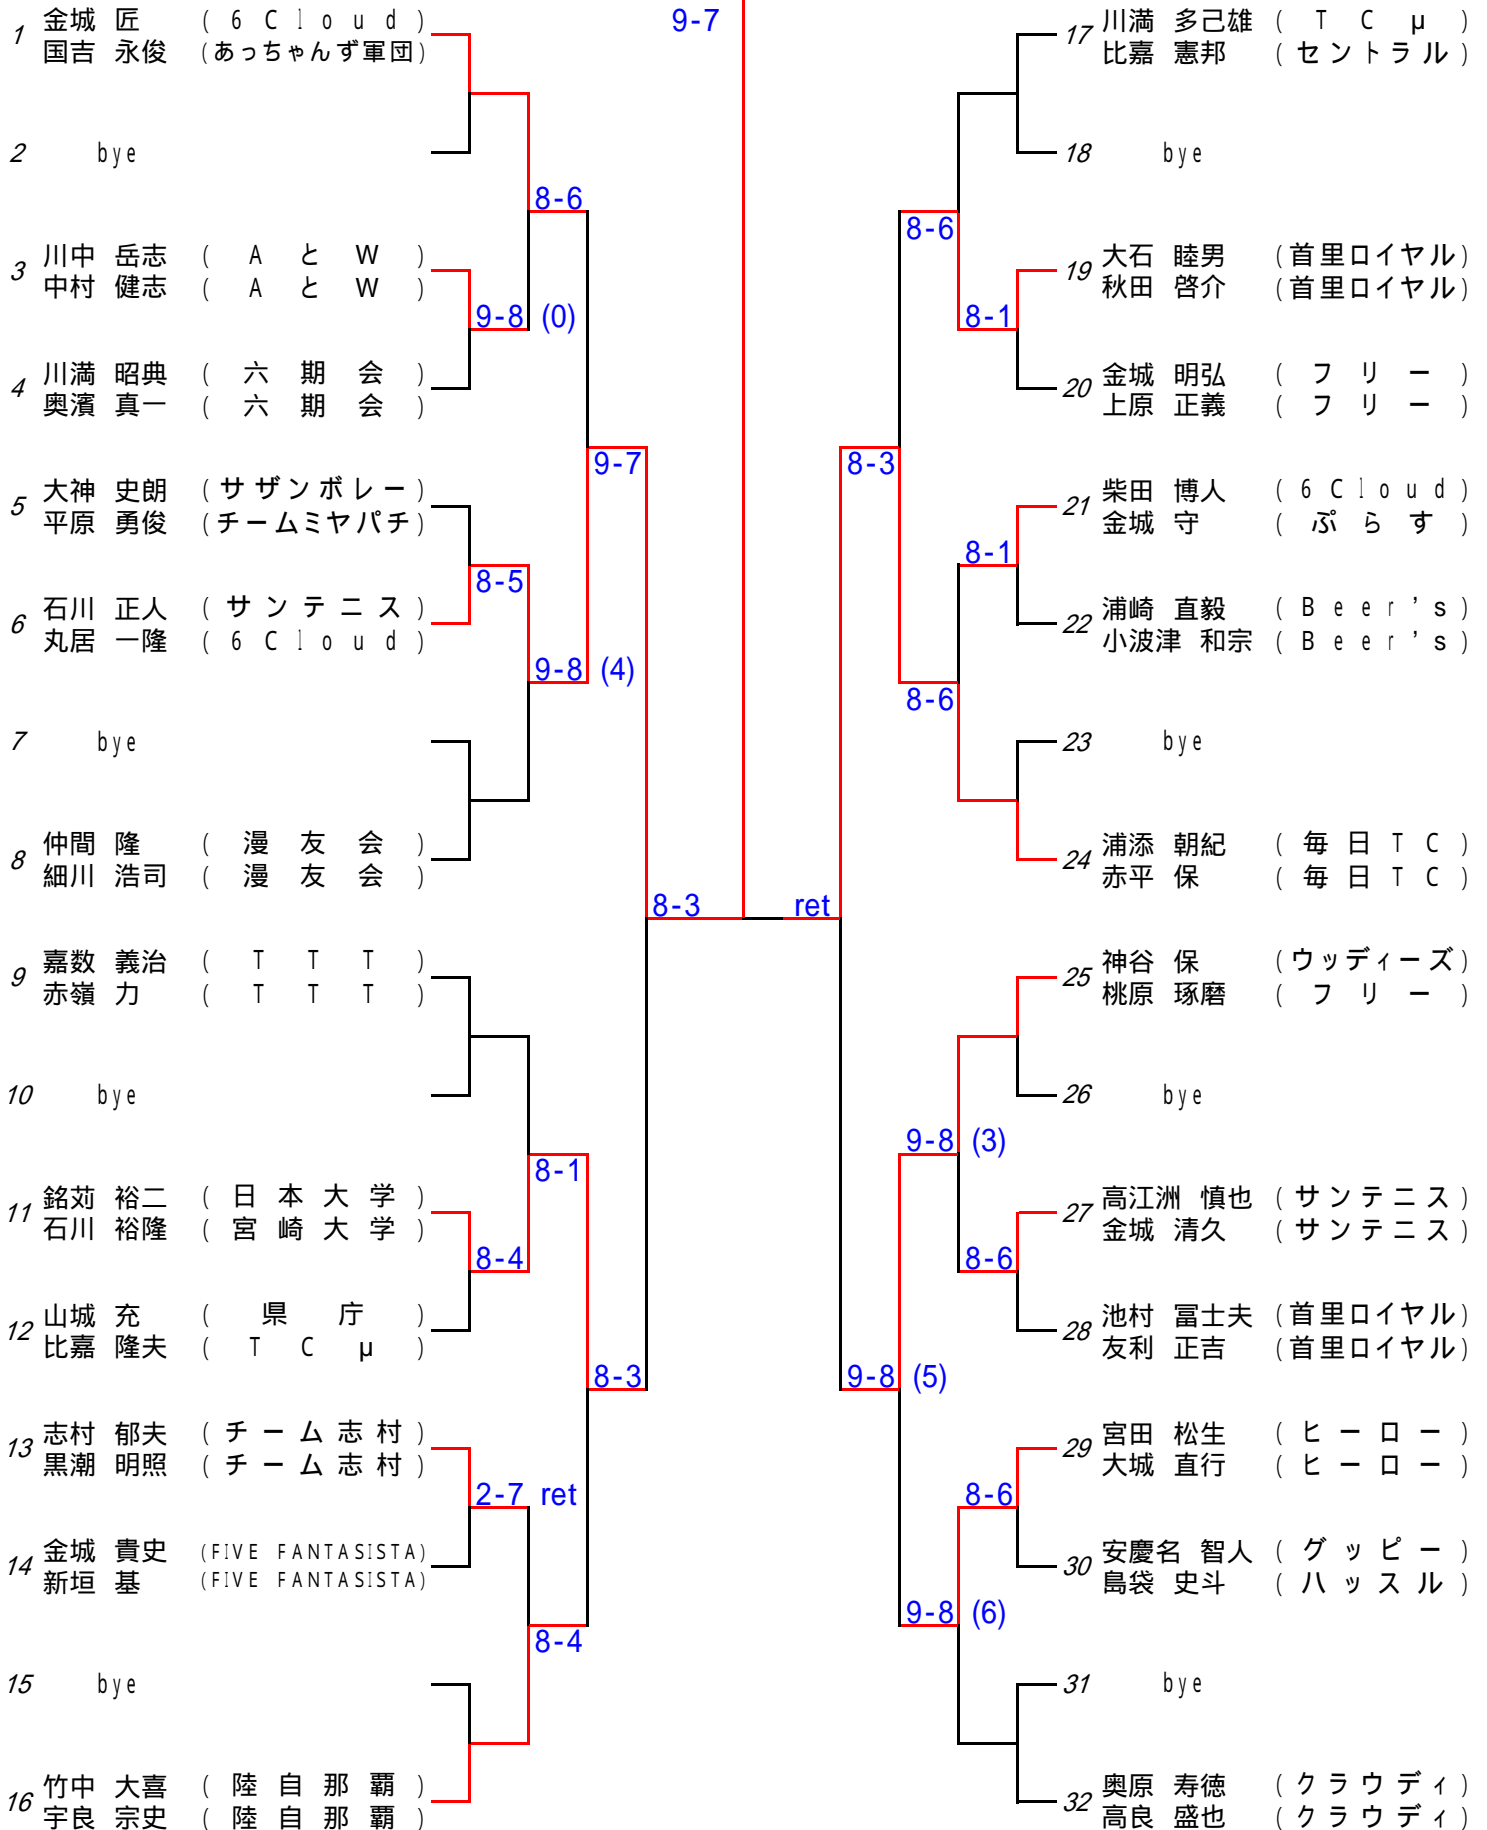 9-7
1 金城 匠 (6Cloud)
国吉 永俊 (あっちゃんず軍団)
2 bye
8-6
3 川中 岳志 (AとW)
中村 健志 (AとW)
9-8 (0)
4 川満 昭典 (六期会)
奥濱 真一 (六期会)
9-7
5 大神 史朗 (サザンボレー)
平原 勇俊 (チームミヤパチ)
8-5
6 石川 正人 (サンテニス)
丸居 一隆 (6Cloud)
9-8 (4)
7 bye
8 仲間 隆 (漫友会)
細川 浩司 (漫友会)
8-3
9 嘉数 義治 (TTT)
赤嶺 力 (TTT)
10 bye
8-1
11 銘苅 裕二 (日本大学)
石川 裕隆 (宮崎大学)
8-4
12 山城 充 (県庁)
比嘉 隆夫 (TCμ)
8-3
13 志村 郁夫 (チーム志村)
黒潮 明照 (チーム志村)
2-7 ret
14 金城 貴史 (FIVE FANTASISTA)
新垣 基 (FIVE FANTASISTA)
8-4
15 bye
16 竹中 大喜 (陸自那覇)
宇良 宗史 (陸自那覇)
17 川満 多己雄 (TCμ)
比嘉 憲邦 (セントラル)
18 bye
8-6
19 大石 睦男 (首里ロイヤル)
秋田 啓介 (首里ロイヤル)
8-1
20 金城 明弘 (フリー)
上原 正義 (フリー)
8-3
21 柴田 博人 (6Cloud)
金城 守 (ぷらす)
8-1
22 浦崎 直毅 (Beer's)
小波津 和宗 (Beer's)
8-6
23 bye
24 浦添 朝紀 (毎日TC)
赤平 保 (毎日TC)
ret
25 神谷 保 (ウッディーズ)
桃原 琢磨 (フリー)
26 bye
9-8 (3)
27 高江洲 慎也 (サンテニス)
金城 清久 (サンテニス)
8-6
28 池村 冨士夫 (首里ロイヤル)
友利 正吉 (首里ロイヤル)
9-8 (5)
29 宮田 松生 (ヒーロー)
大城 直行 (ヒーロー)
8-6
30 安慶名 智人 (グッピー)
島袋 史斗 (ハッスル)
9-8 (6)
31 bye
32 奥原 寿徳 (クラウディ)
高良 盛也 (クラウディ)